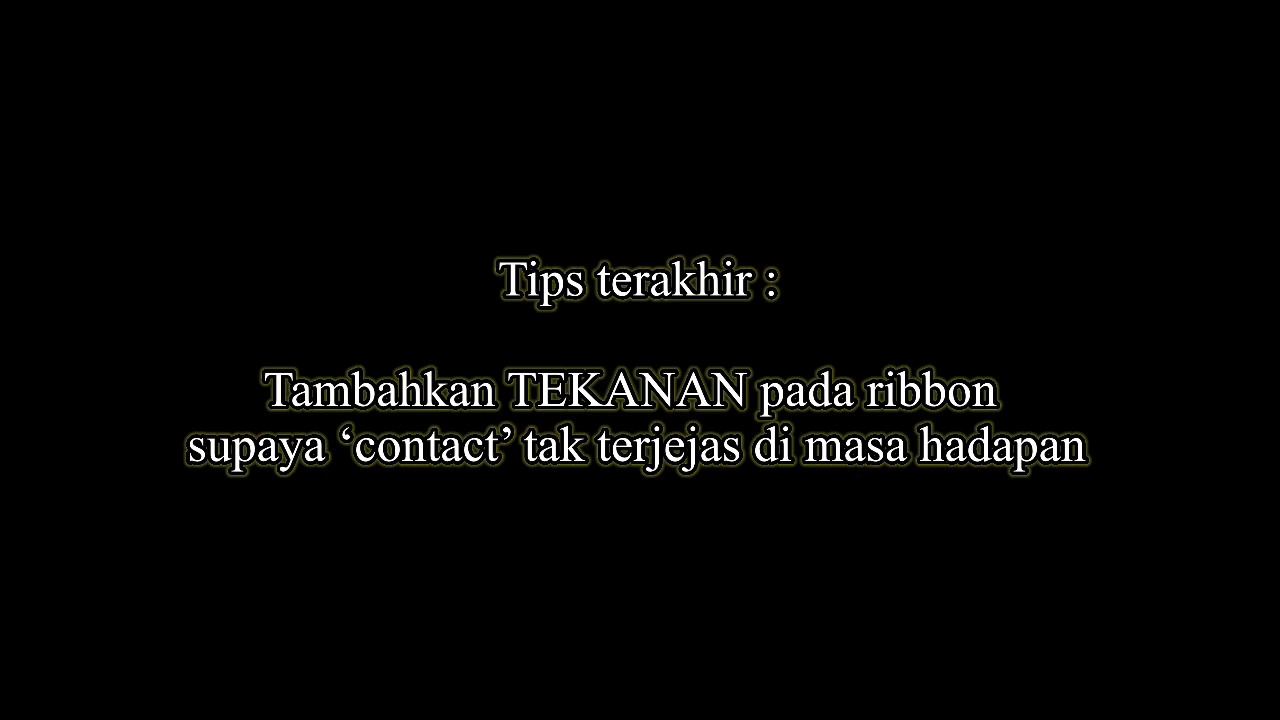 Tips terakhir :
Tambahkan TEKANAN pada ribbon
supaya ‘contact’ tak terjejas di masa hadapan